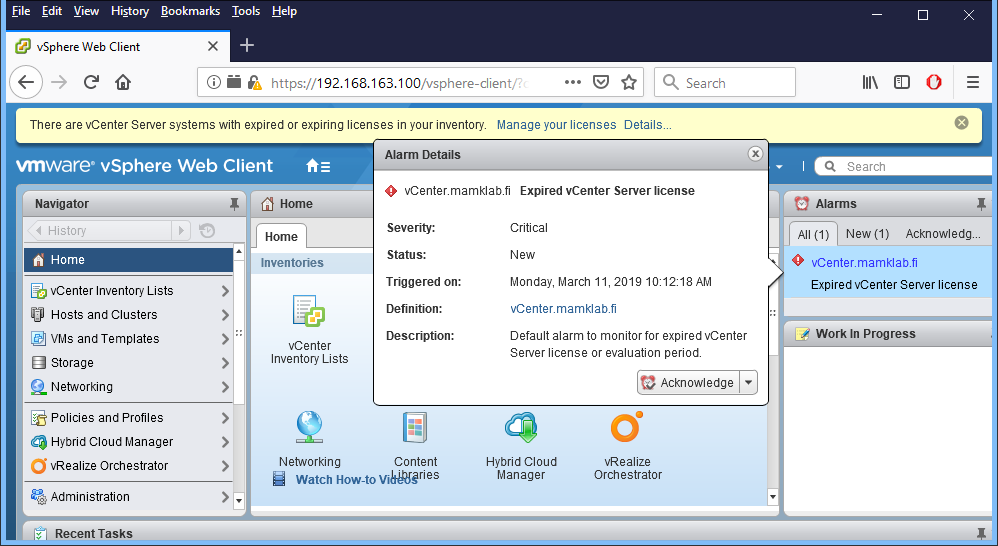 File Edit View History Bookmarks Tools Help
vSphere Web Client
https://192.168.163.100/vsphere-client/?
Search
There are vCenter Server systems with expired or expiring licenses in your inventory. Manage your licenses Details...
vmware® vSphere Web Client
Search
Navigator
History
Home
vCenter Inventory Lists
Hosts and Clusters
VMs and Templates
Storage
Networking
Policies and Profiles
Hybrid Cloud Manager
vRealize Orchestrator
Administration
Home
Home
Inventories
vCenter
Inventory Lists
Networking
Content
Libraries
Hybrid Cloud
Manager
vRealize
Orchestrator
Watch How-to Videos
Alarm Details
vCenter.mamklab.fi Expired vCenter Server license
Severity: Critical
Status: New
Triggered on: Monday, March 11, 2019 10:12:18 AM
Definition: vCenter.mamklab.fi
Description: Default alarm to monitor for expired vCenter
Server license or evaluation period.
Acknowledge
Alarms
All (1) New (1) Acknowledg...
vCenter.mamklab.fi
Expired vCenter Server license
Work In Progress
Recent Tasks